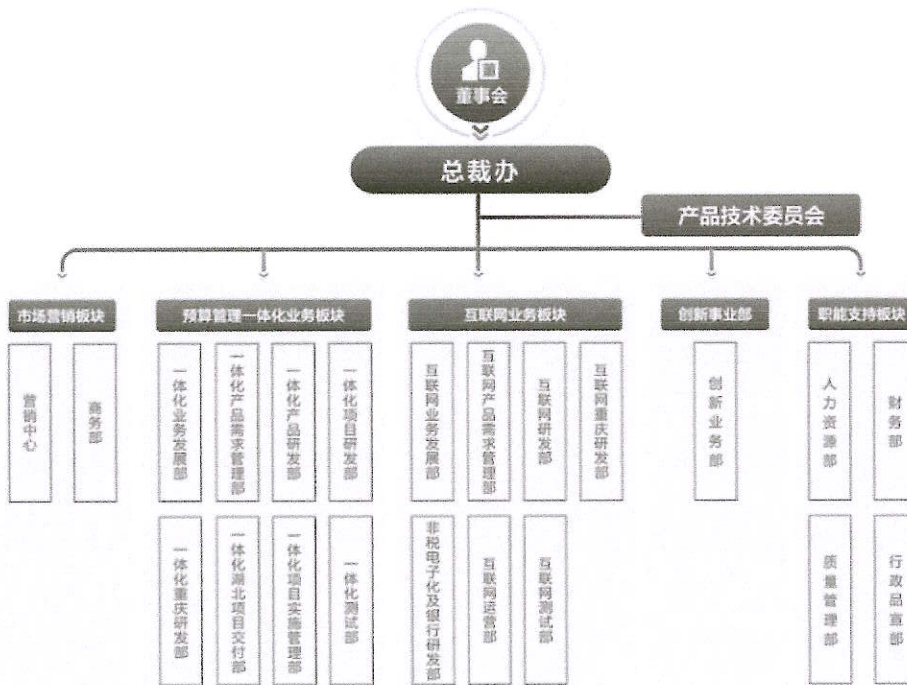 董
董事会
总裁办
产品技术委员会
市场营销板块
预算管理一体化业务板块
互联网业务板块
创新事业部
职能支持板块
营销中心
商务部
一体化业务发展部
一体化产品需求管理部
一体化产品研发部
一体化项目研发部
互联网业务发展部
互联网产品需求管理部
互联网研发部
互联网重庆研发部
创新业务部
人力资源部
财务部
一体化重庆研发部
一体化湖北项目交付部
一体化项目实施管理部
一体化测试部
非税电子化及银行研发部
互联网运营部
互联网测试部
质量管理部
行政品宣部